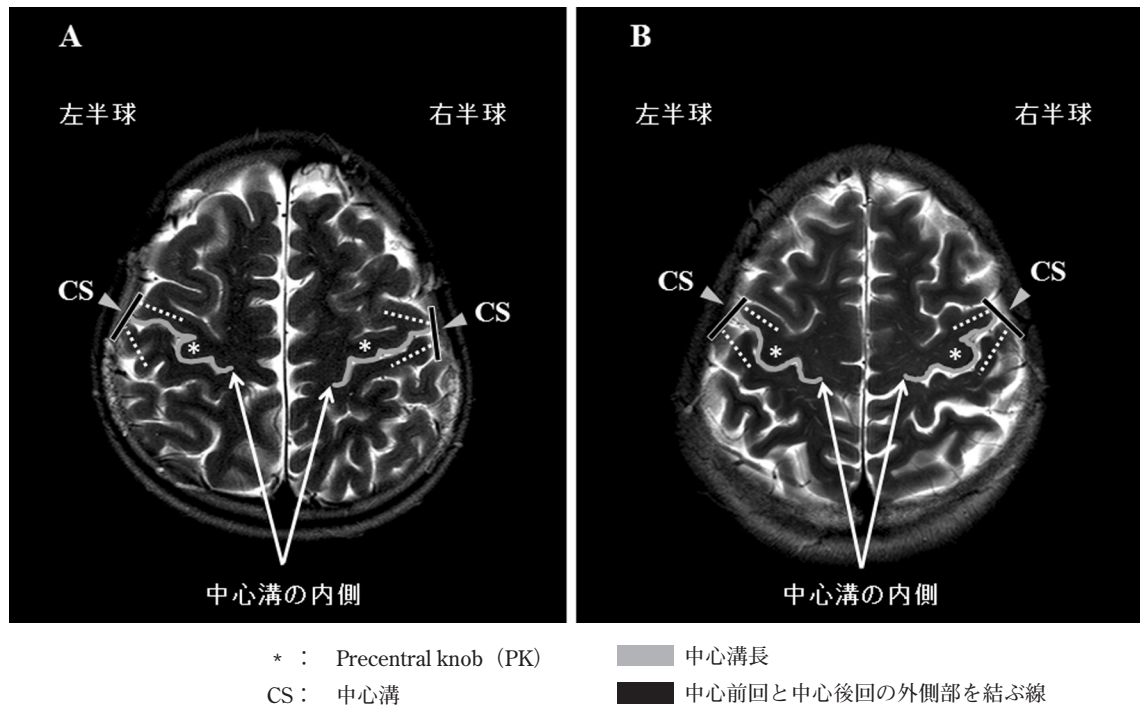 A
左半球
右半球
CS
CS
*
*
中心溝の内側
B
左半球
右半球
CS
CS
*
*
中心溝の内側
* ： Precentral knob（PK）
CS： 中心溝
中心溝長
中心前回と中心後回の外側部を結ぶ線